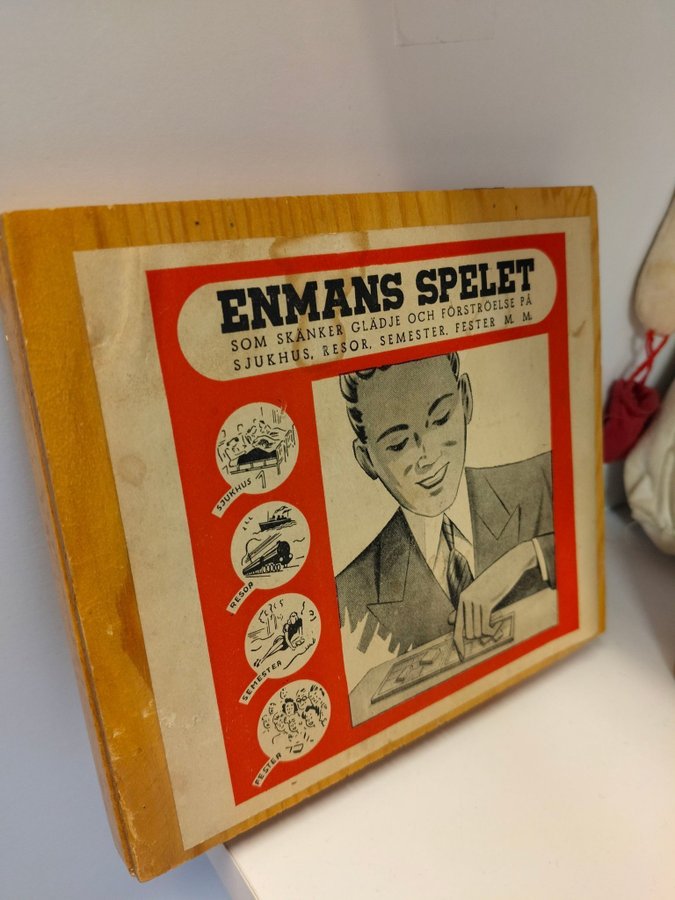 ENMANS SPELET
SOM SKÄNKER GLÄDJE OCH FÖRSTRÖELSE PÅ
SJUKHUS, RESOR, SEMESTER, FESTER M. M.
SJUKHUS
RESOR
SEMESTER
FESTER